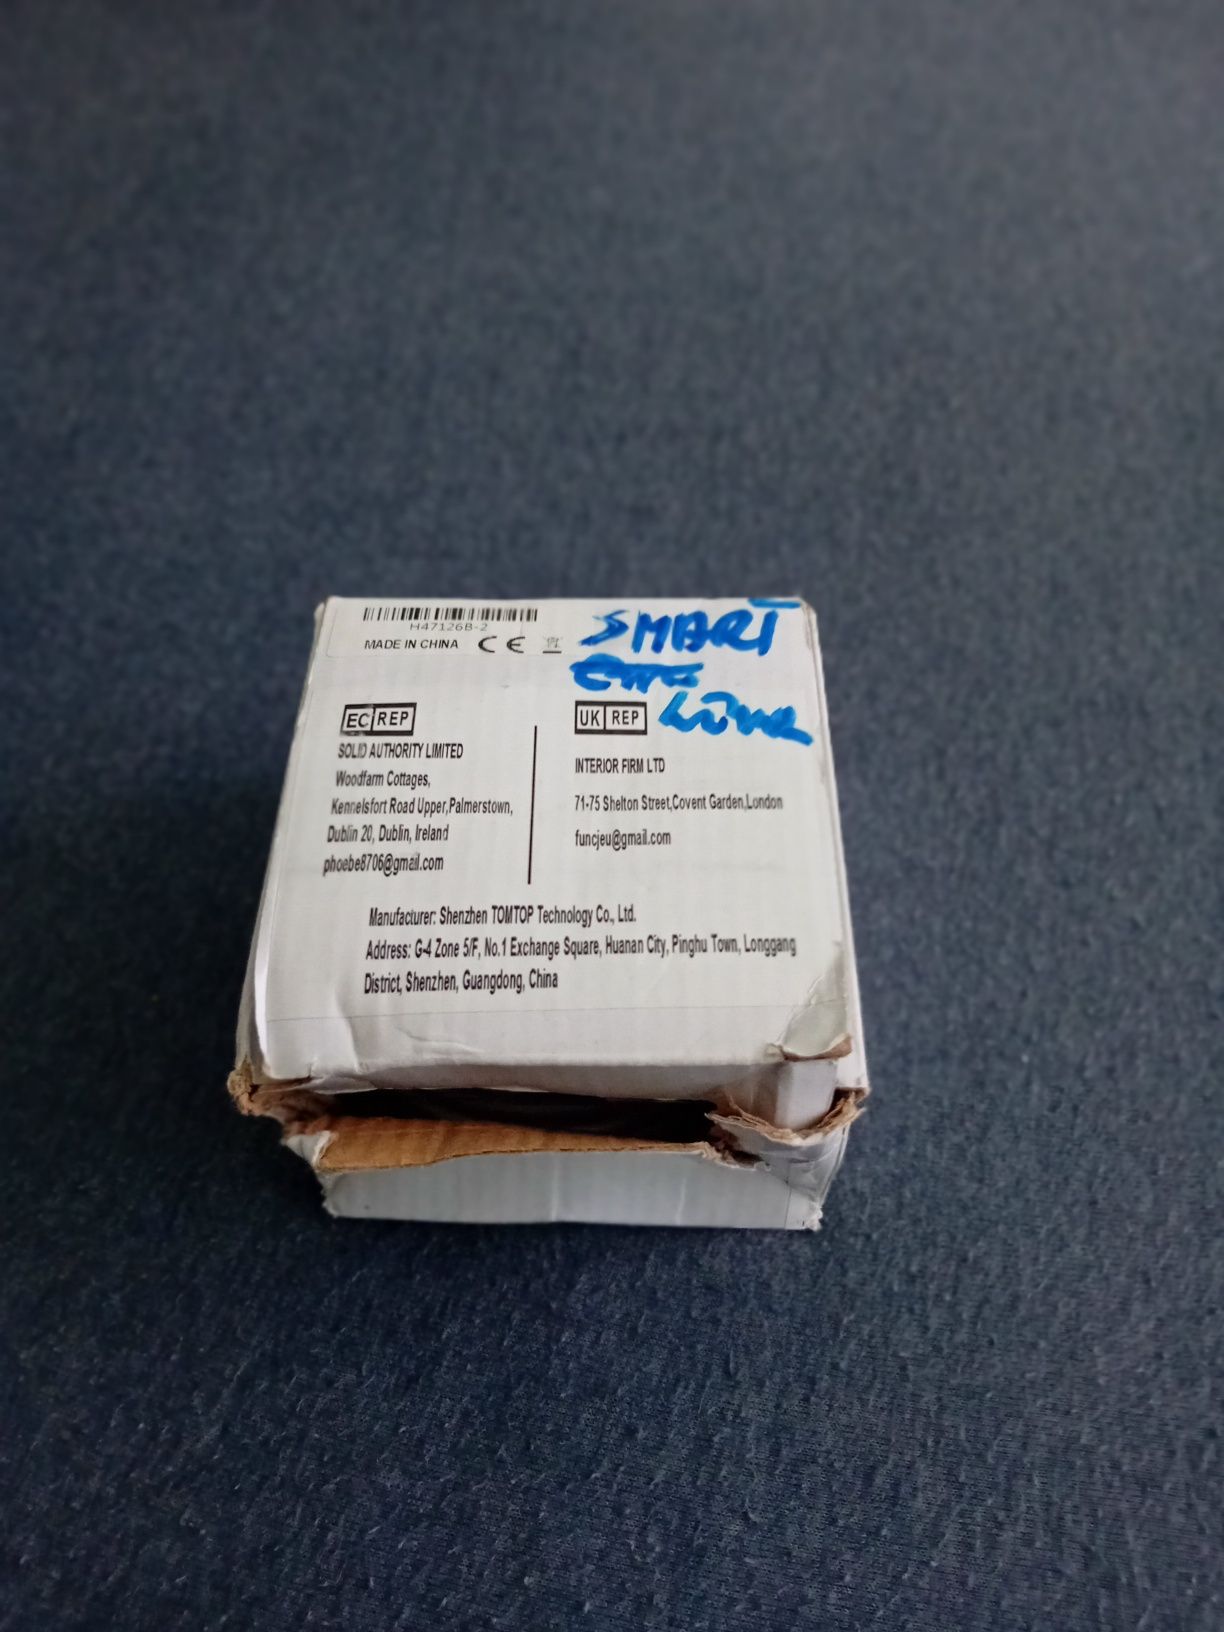 H47126B-2
MADE IN CHINA CE
SMART
EC REP
SOLID AUTHORITY LIMITED
Woodfarm Cottages,
Kennelsfort Road Upper,Palmerstown,
Dublin 20, Dublin, Ireland
phoebe8706@gmail.com
UK REP
INTERIOR FIRM LTD
71-75 Shelton Street,Covent Garden,London
funcjeu@gmail.com
Manufacturer: Shenzhen TOMTOP Technology Co., Ltd.
Address: G-4 Zone 5/F, No.1 Exchange Square, Huanan City, Pinghu Town, Longgang
District, Shenzhen, Guangdong, China